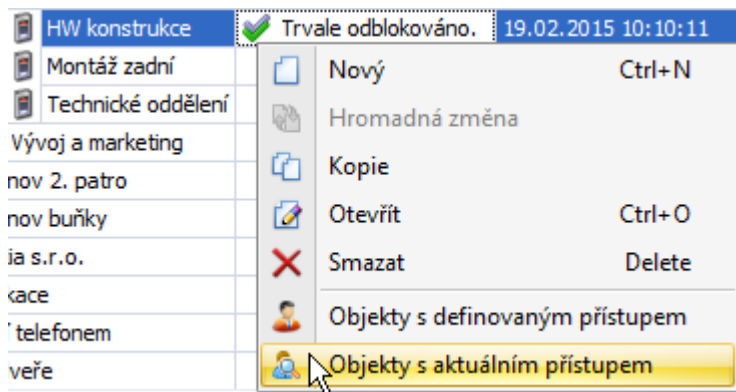 HW konstrukce Trvale odblokováno. 19.02.2015 10:10:11
Montáž zadní
Technické oddělení
Vývoj a marketing
nov 2. patro
nov buňky
ia s.r.o.
kace
telefonem
veře
Nový Ctrl+N
Hromadná změna
Kopie
Otevřít Ctrl+O
Smazat Delete
Objekty s definovaným přístupem
Objekty s aktuálním přístupem